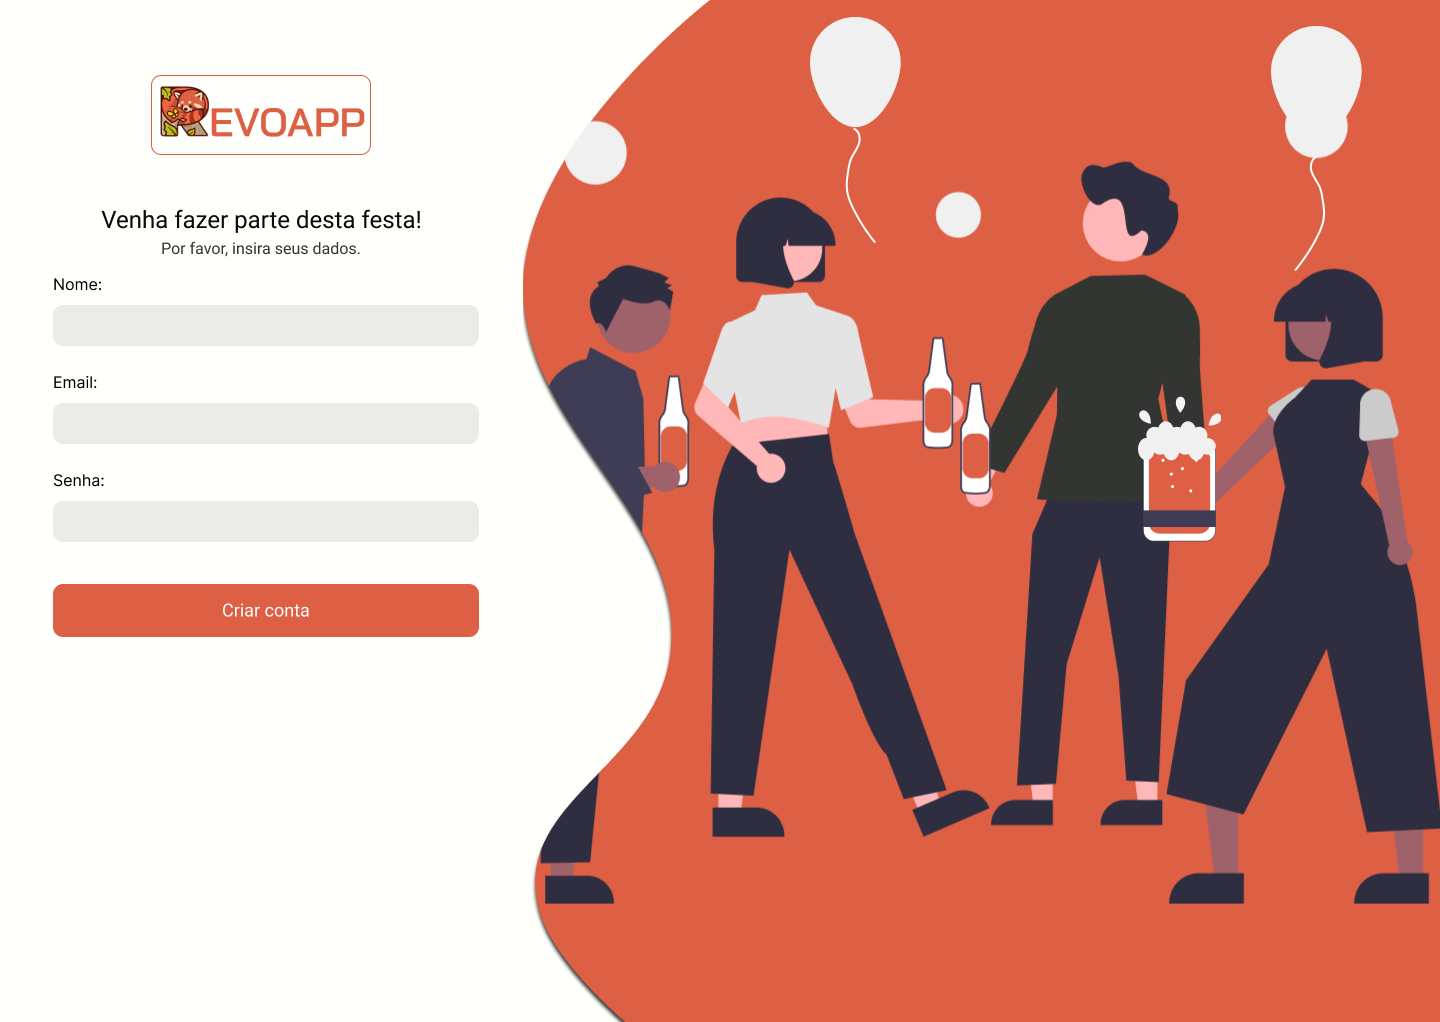 REVOAPP
Venha fazer parte desta festa!
Por favor, insira seus dados.
Nome:
Email:
Senha:
Criar conta